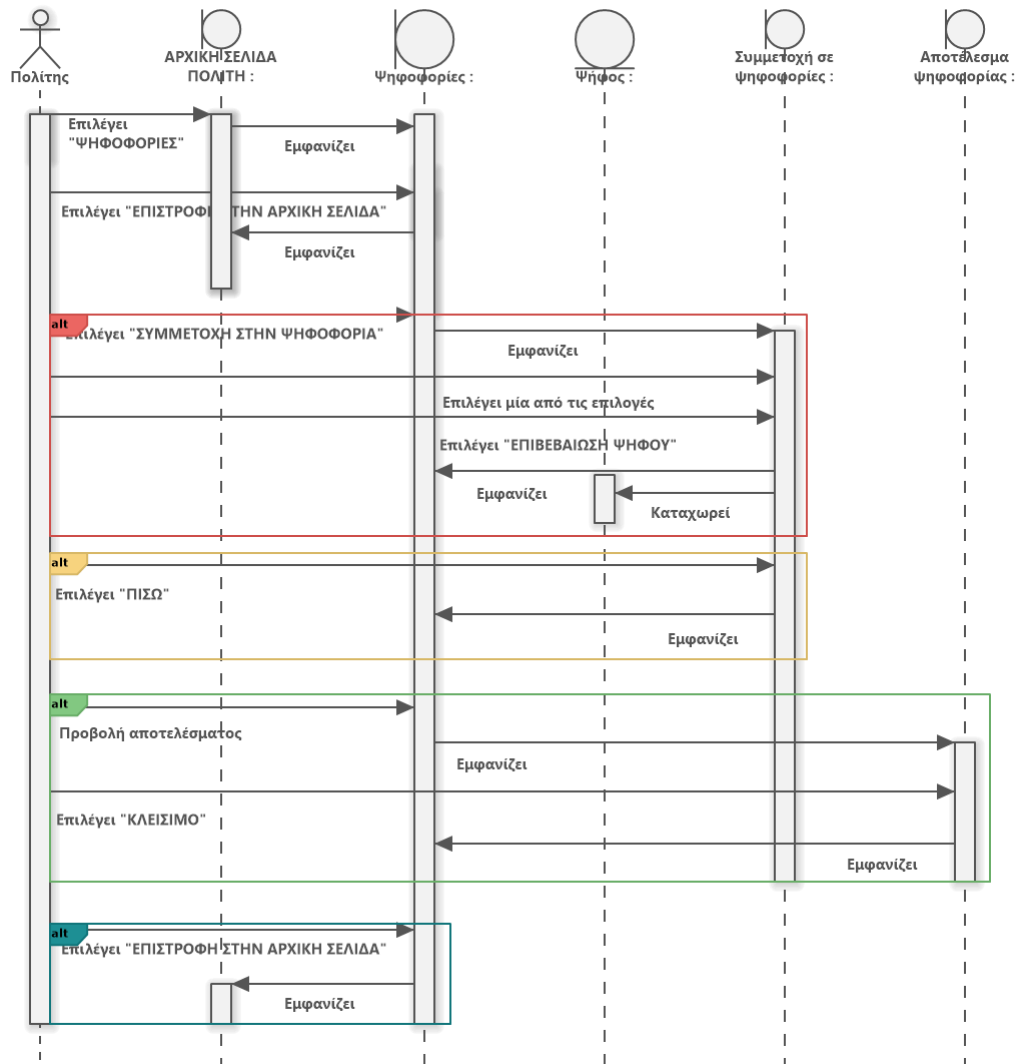 Πολίτης
ΑΡΧΙΚΗ ΣΕΛΙΔΑ
ΠΟΛΙΤΗ :
Ψηφοφορίες :
Ψήφος :
Συμμετοχή σε
ψηφοφορίες :
Αποτέλεσμα
ψηφοφορίας :
Επιλέγει
"ΨΗΦΟΦΟΡΙΕΣ"
Εμφανίζει
Επιλέγει "ΕΠΙΣΤΡΟΦΗ ΣΤΗΝ ΑΡΧΙΚΗ ΣΕΛΙΔΑ"
Εμφανίζει
alt
Επιλέγει "ΣΥΜΜΕΤΟΧΗ ΣΤΗΝ ΨΗΦΟΦΟΡΙΑ"
Εμφανίζει
Επιλέγει μία από τις επιλογές
Επιλέγει "ΕΠΙΒΕΒΑΙΩΣΗ ΨΗΦΟΥ"
Εμφανίζει
Καταχωρεί
alt
Επιλέγει "ΠΙΣΩ"
Εμφανίζει
alt
Προβολή αποτελέσματος
Εμφανίζει
Επιλέγει "ΚΛΕΙΣΙΜΟ"
Εμφανίζει
alt
Επιλέγει "ΕΠΙΣΤΡΟΦΗ ΣΤΗΝ ΑΡΧΙΚΗ ΣΕΛΙΔΑ"
Εμφανίζει